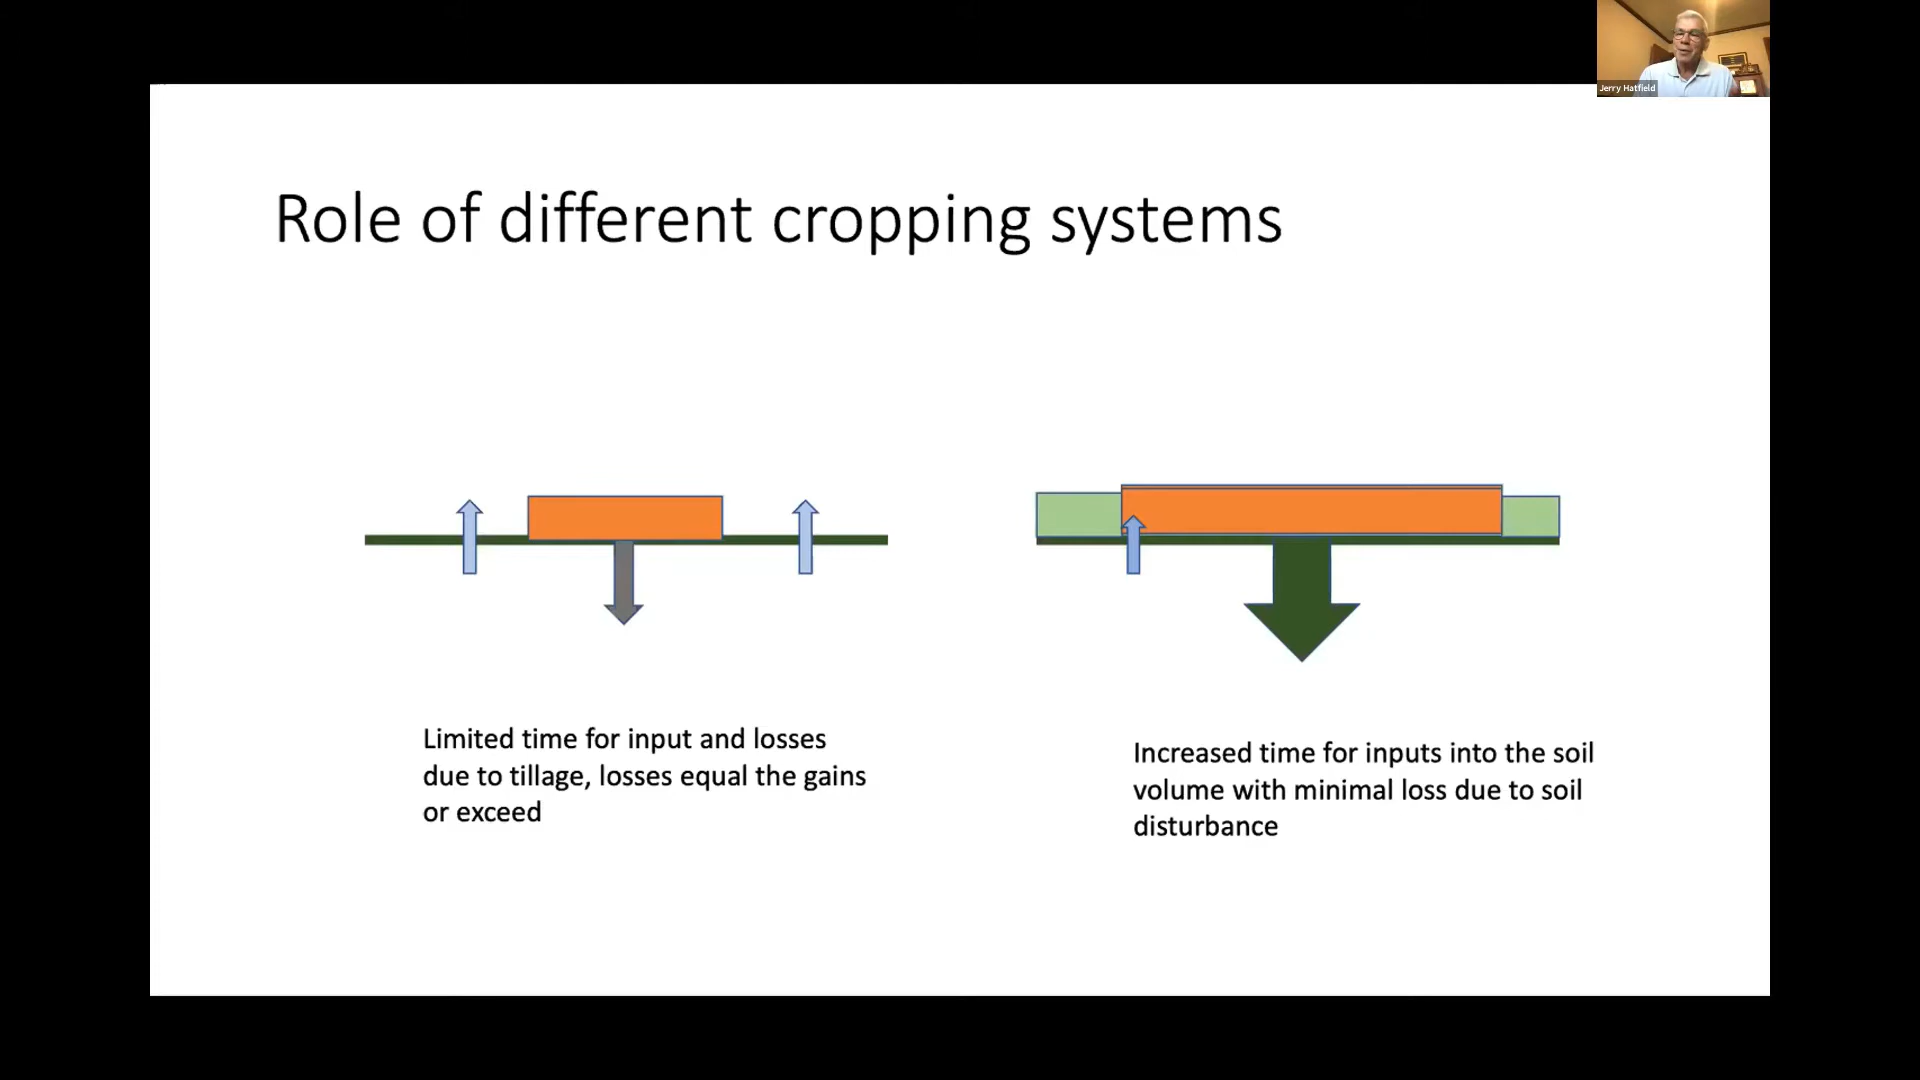 Jerry Hatfield
Role of different cropping systems
Limited time for input and losses
due to tillage, losses equal the gains
or exceed
Increased time for inputs into the soil
volume with minimal loss due to soil
disturbance